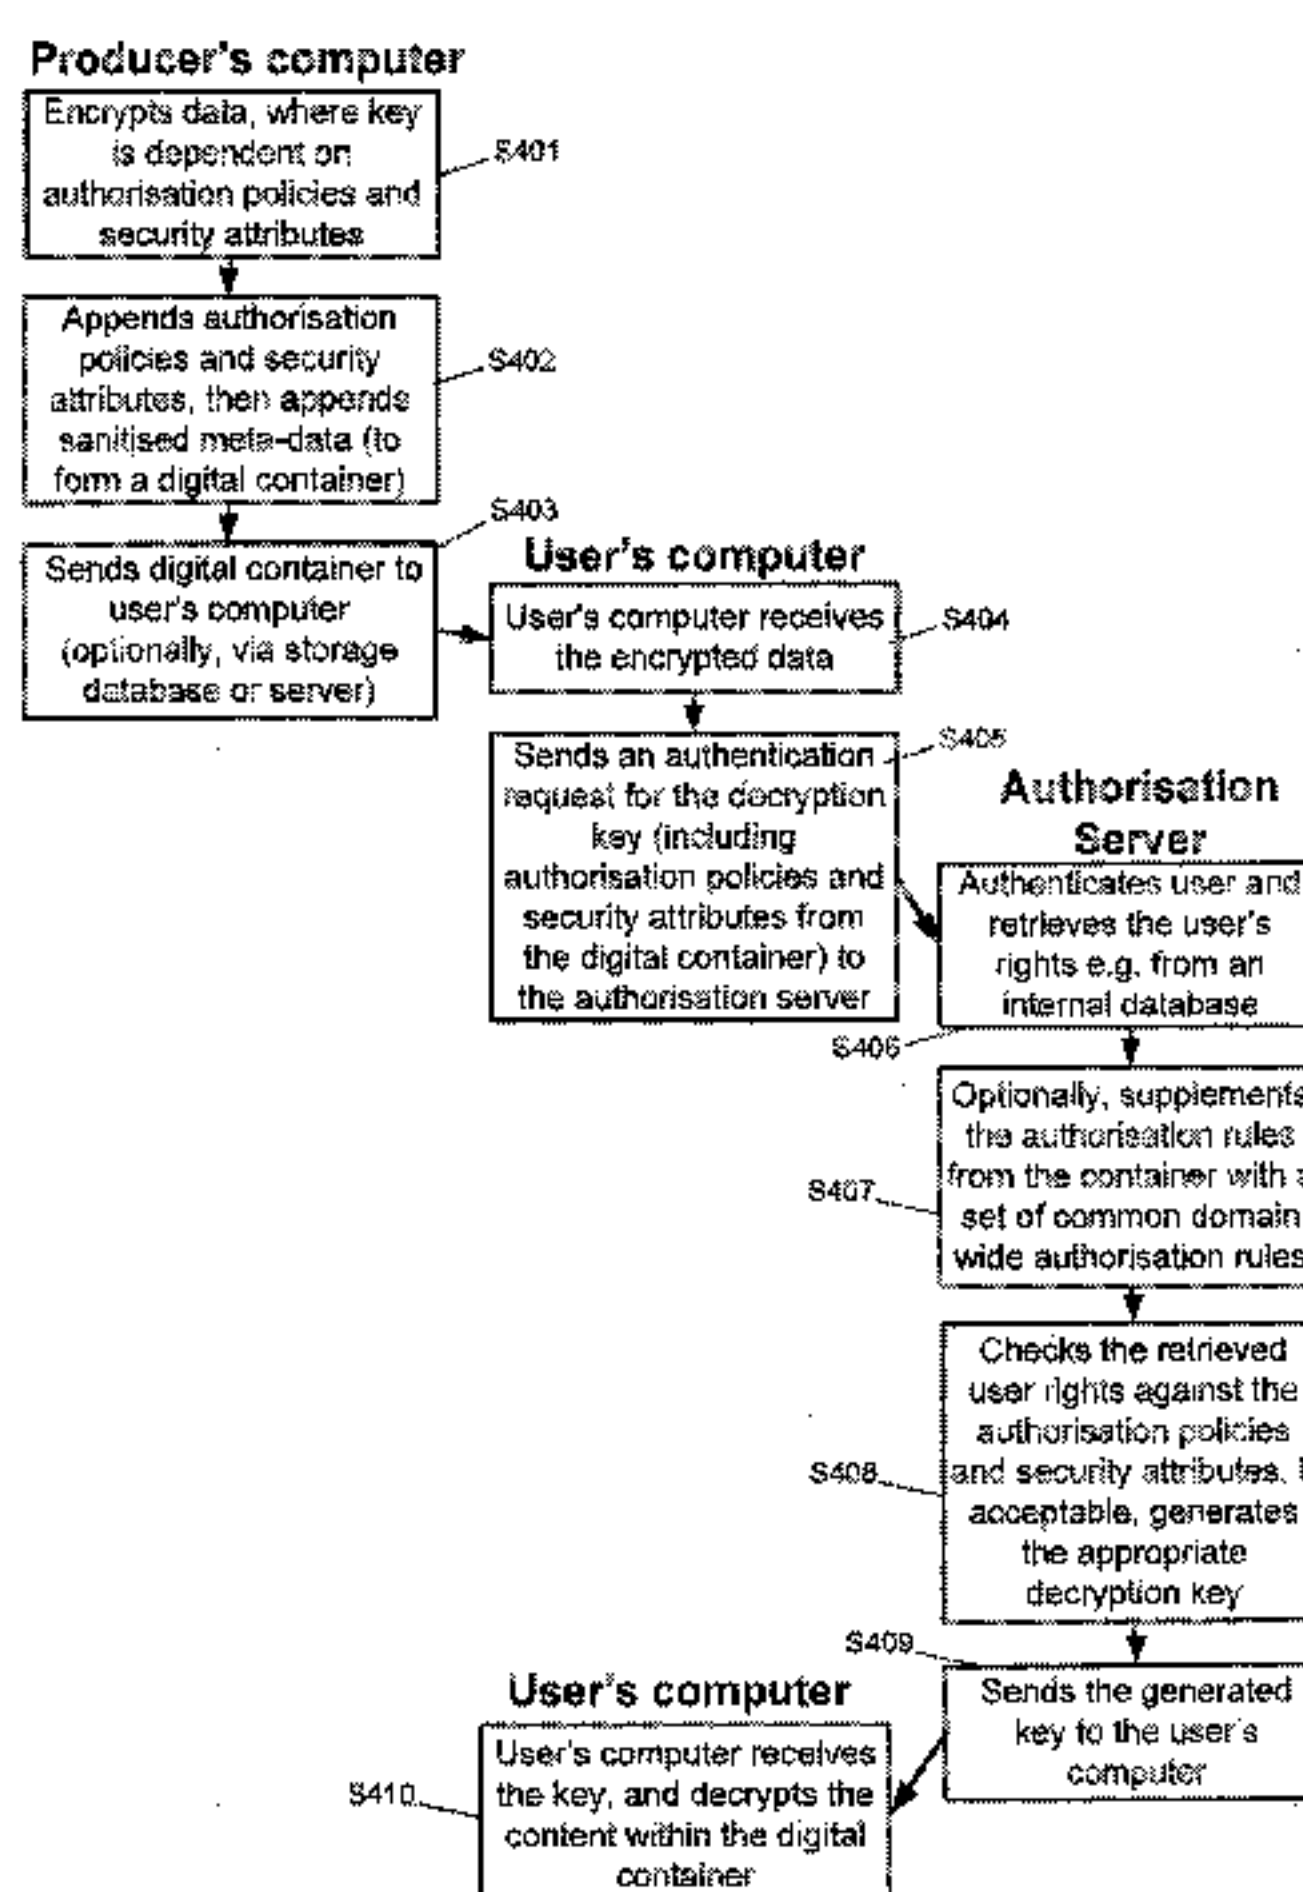 Producer's computer
Encrypts data, where key
is dependent on
authorisation policies and
security attributes
S401
Appends authorisation
policies and security
attributes, then appends
sanitised meta-data (to
form a digital container)
S402
Sends digital container to
user's computer
(optionally, via storage
database or server)
S403
User's computer
User's computer receives
the encrypted data
S404
Sends an authentication
request for the decryption
key (including
authorisation policies and
security attributes from
the digital container) to
the authorisation server
S405
Authorisation
Server
Authenticates user and
retrieves the user's
rights e.g. from an
internal database
S406
Optionally, supplements
the authorisation rules
from the container with
set of common domain
wide authorisation rules
S407
Checks the retrieved
user rights against the
authorisation policies
and security attributes.
acceptable, generates
the appropriate
decryption key
S408
S409
Sends the generated
key to the user's
computer
User's computer
User's computer receives
the key, and decrypts the
content within the digital
container
S410